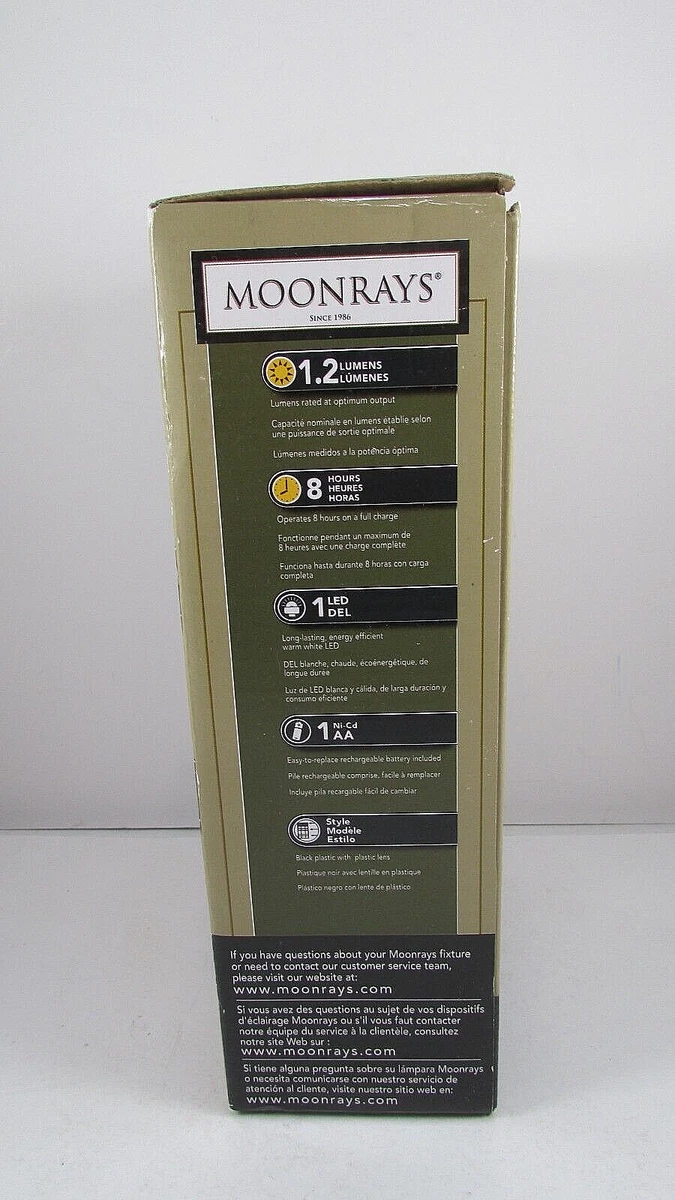 MOONRAYS®
SINCE 1986
1.2 LUMENS
LÚMENES
Lumens rated at optimum output
Capacité nominale en lumens établie selon
une puissance de sortie optimale
Lúmenes medidos a la potencia óptima
8 HOURS
HEURES
HORAS
Operates 8 hours on a full charge
Fonctionne pendant un maximum de
8 heures avec une charge complète
Funciona hasta durante 8 horas con carga
completa
1 LED
DEL
Long-lasting, energy efficient
warm white LED
DEL blanche, chaude, écoénergétique, de
longue durée
Luz de LED blanca y cálida, de larga duración y
consumo eficiente
1 Ni-Cd
AA
Easy-to-replace rechargeable battery included
Pile rechargeable comprise, facile à remplacer
Incluye pila recargable fácil de cambiar
Style
Modèle
Estilo
Black plastic with plastic lens
Plastique noir avec lentille en plastique
Plástico negro con lente de plástico
If you have questions about your Moonrays fixture
or need to contact our customer service team,
please visit our website at:
www.moonrays.com
Si vous avez des questions au sujet de vos dispositifs
d'éclairage Moonrays ou s'il vous faut contacter
notre équipe du service à la clientèle, consultez
notre site Web sur :
www.moonrays.com
Si tiene alguna pregunta sobre su lámpara Moonrays
o necesita comunicarse con nuestro servicio de
atención al cliente, visite nuestro sitio web en:
www.moonrays.com